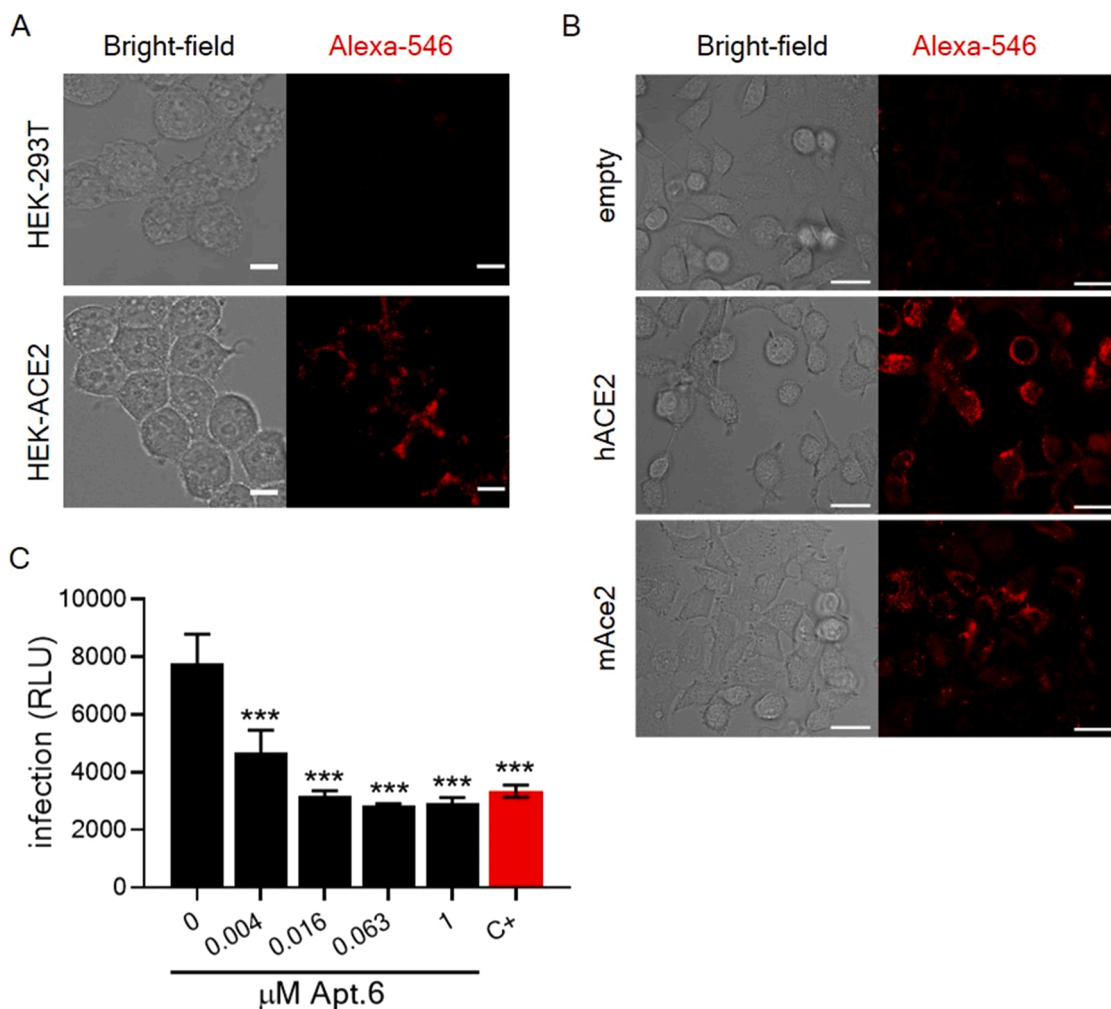 A
Bright-field Alexa-546
HEK-293T
HEK-ACE2
B
Bright-field Alexa-546
empty
hACE2
mAce2
C
infection (RLU)
10000
8000
6000
4000
2000
0
*** *** *** *** ***
0 0.004 0.016 0.063 1 C+
μM Apt.6